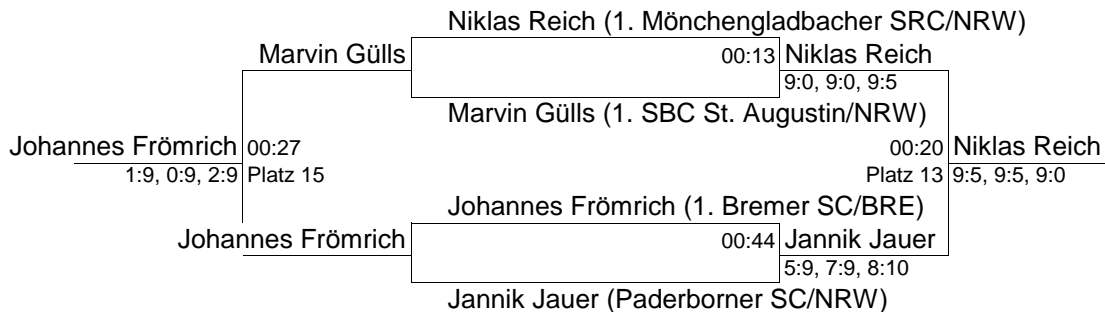 Niklas Reich (1. Mönchengladbacher SRC/NRW)
Marvin Gülls
00:13 Niklas Reich
9:0, 9:0, 9:5
Marvin Gülls (1. SBC St. Augustin/NRW)
Johannes Frömrich 00:27
00:20 Niklas Reich
1:9, 0:9, 2:9 Platz 15
Platz 13 9:5, 9:5, 9:0
Johannes Frömrich (1. Bremer SC/BRE)
Johannes Frömrich
00:44 Jannik Jauer
5:9, 7:9, 8:10
Jannik Jauer (Paderborner SC/NRW)